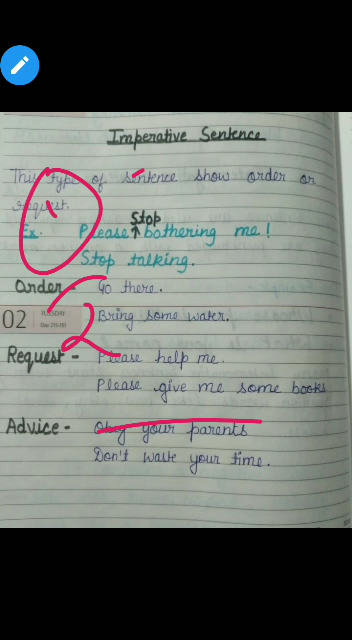 Imperative Sentence
This type of sentence show order or
request.
Stop
Ex. Please bothering me!
Stop talking.
Order - Go there.
02 TUESDAY
Bring some water.
Request - Please help me.
Please give me some books
Advice - Obey your parents
Don't waste your time.